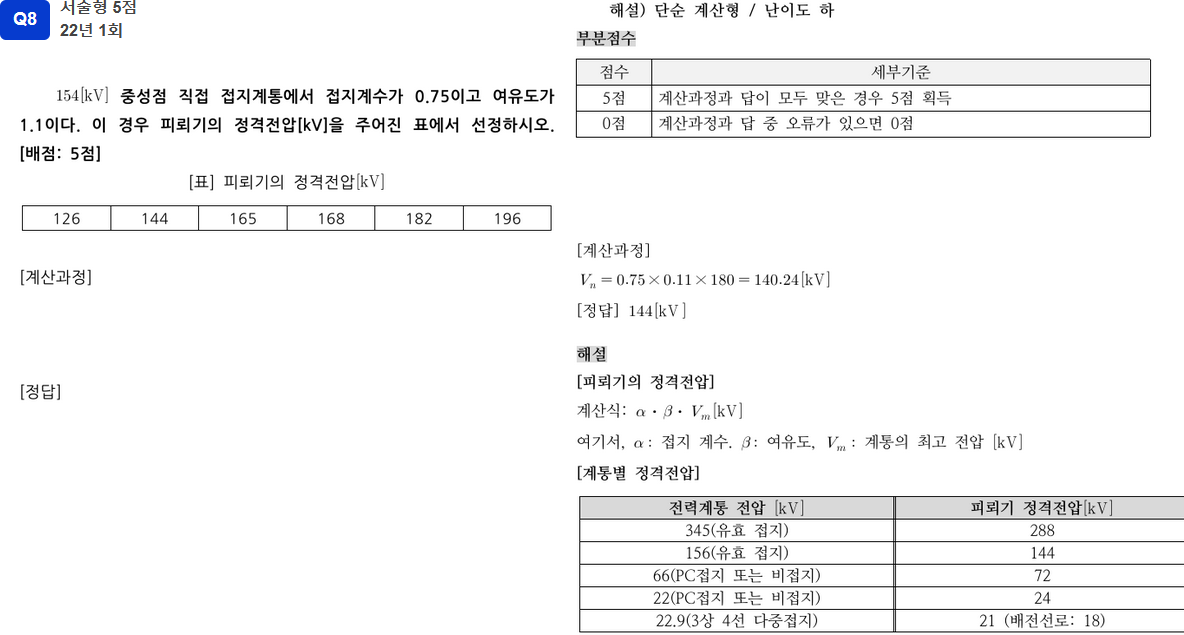 Q8
서술형 5점
22년 1회
154[kV] 중성점 직접 접지계통에서 접지계수가 0.75이고 여유도가
1.1이다. 이 경우 피뢰기의 정격전압[kV]을 주어진 표에서 선정하시오.
[배점: 5점]
[표] 피뢰기의 정격전압[kV]
126 144 165 168 182 196
[계산과정]
[정답]
해설) 단순 계산형 / 난이도 하
부분점수
점수 세부기준
5점 계산과정과 답이 모두 맞은 경우 5점 획득
0점 계산과정과 답 중 오류가 있으면 0점
[계산과정]
Vn = 0.75×0.11×180 = 140.24[kV]
[정답] 144[kV]
해설
[피뢰기의 정격전압]
계산식: α · β · Vm[kV]
여기서, α : 접지 계수. β : 여유도, Vm : 계통의 최고 전압 [kV]
[계통별 정격전압]
전력계통 전압 [kV] 피뢰기 정격전압[kV]
345(유효 접지) 288
156(유효 접지) 144
66(PC접지 또는 비접지) 72
22(PC접지 또는 비접지) 24
22.9(3상 4선 다중접지) 21 (배전선로: 18)